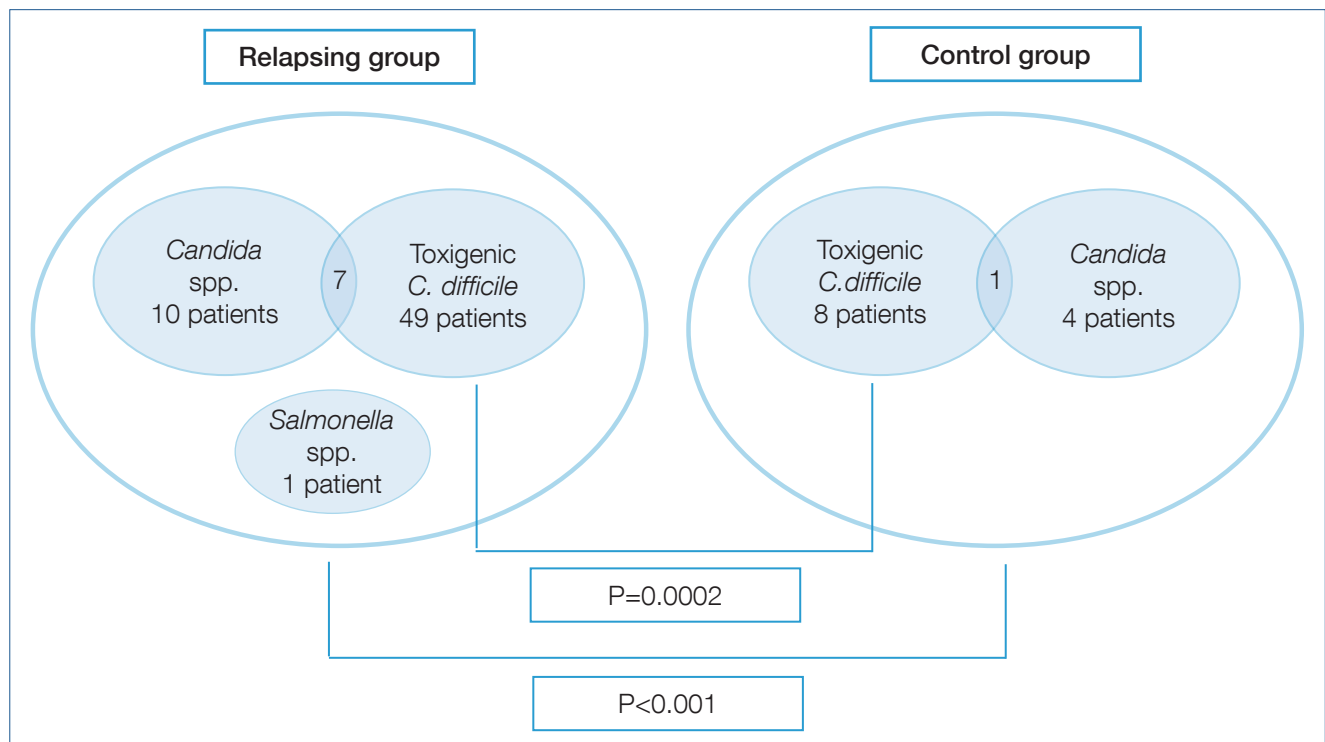 Relapsing group
Control group
Candida
spp.
10 patients
7
Toxigenic
C. difficile
49 patients
Salmonella
spp.
1 patient
Toxigenic
C.difficile
8 patients
1
Candida
spp.
4 patients
P=0.0002
P<0.001